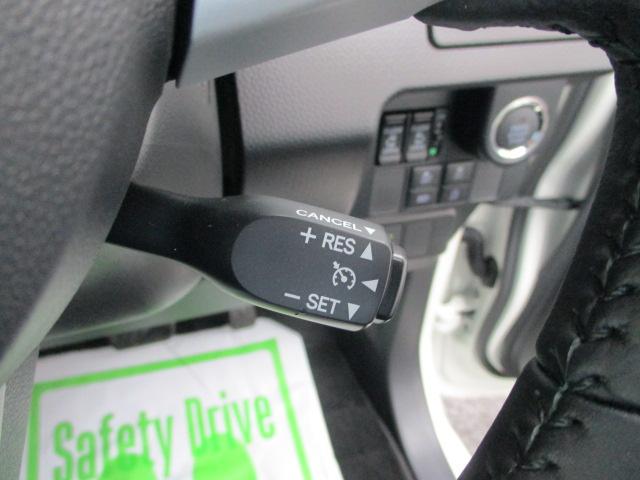 CANCEL▼
+ RES ▲
− SET ▼
Safety Drive